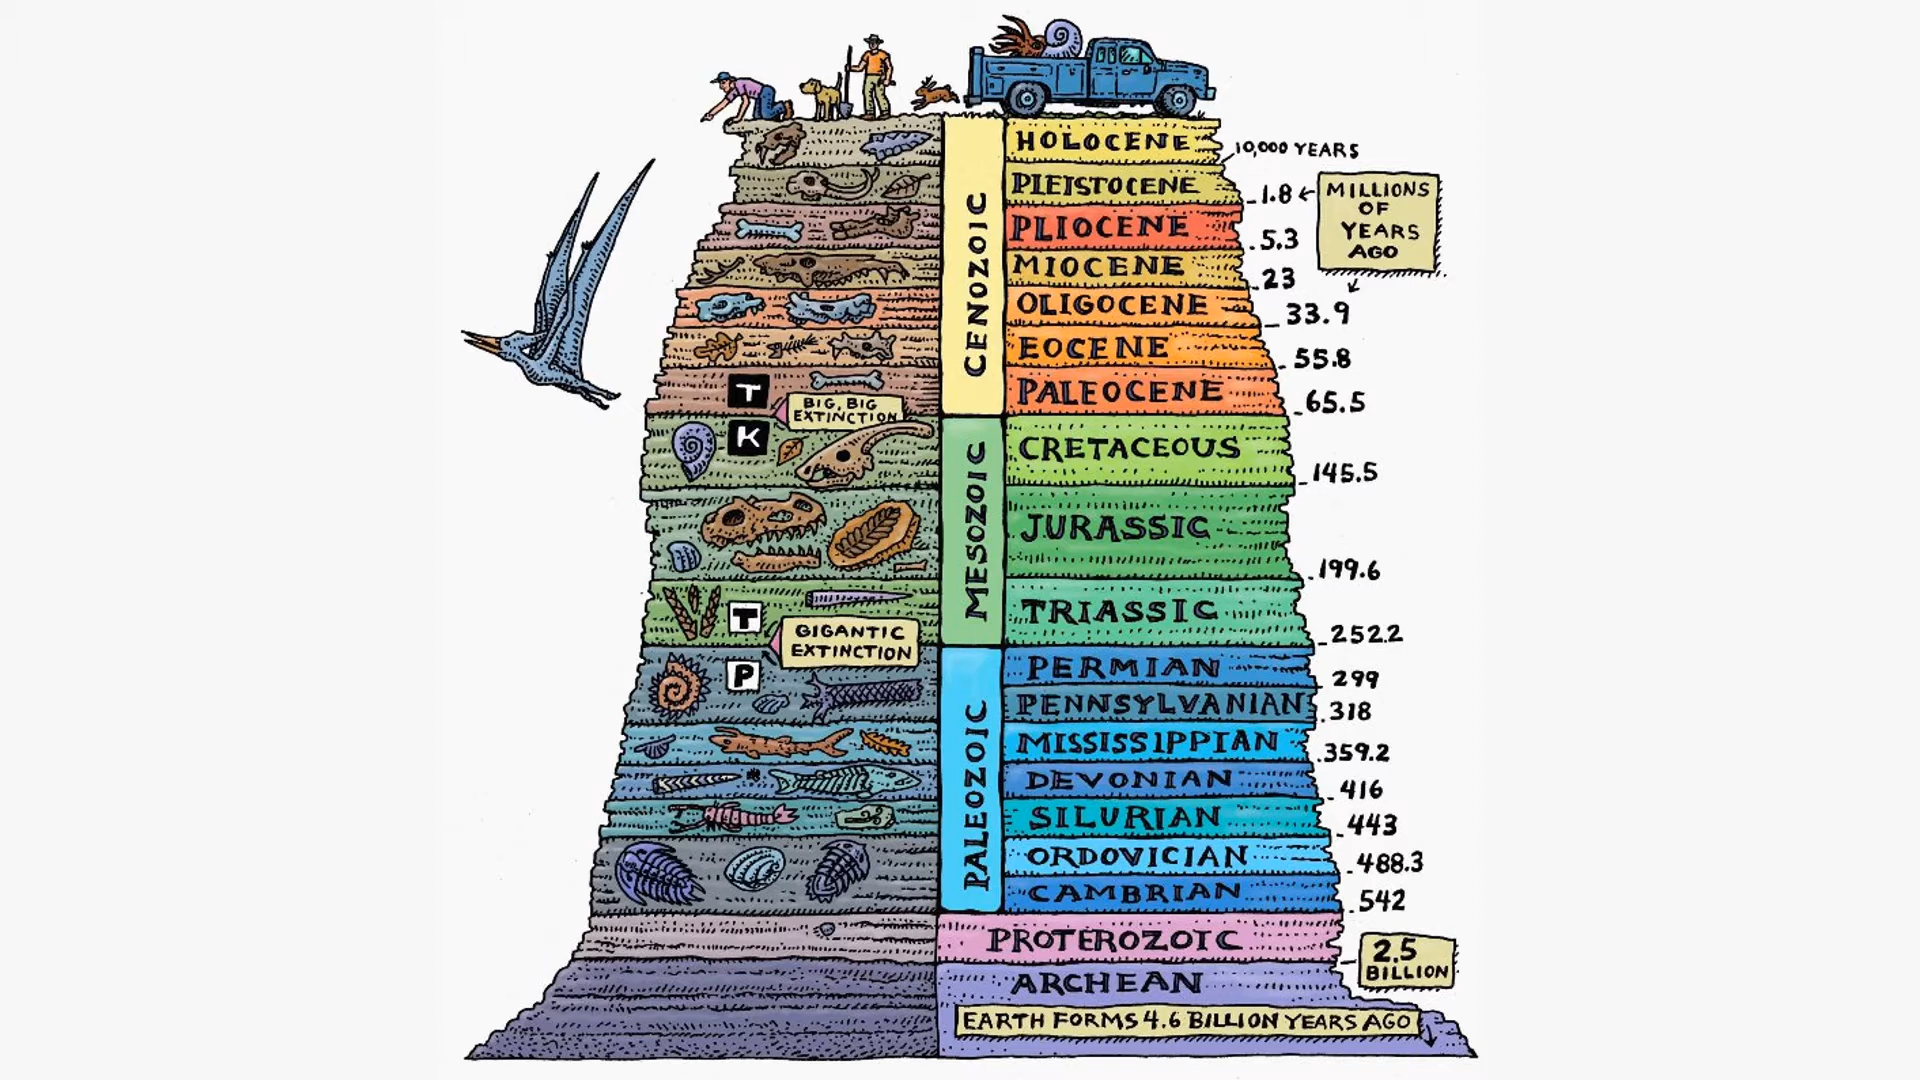 HOLOCENE
10,000 YEARS
PLEISTOCENE
1.8
MILLIONS
OF
YEARS
AGO
PLIOCENE
5.3
MIOCENE
23
OLIGOCENE
33.9
EOCENE
55.8
PALEOCENE
65.5
CENOZOIC
T
BIG, BIG
EXTINCTION
K
CRETACEOUS
145.5
JURASSIC
199.6
TRIASSIC
252.2
MESOZOIC
T
GIGANTIC
EXTINCTION
P
PERMIAN
299
PENNSYLVANIAN
318
MISSISSIPPIAN
359.2
DEVONIAN
416
SILURIAN
443
ORDOVICIAN
488.3
CAMBRIAN
542
PALEOZOIC
PROTEROZOIC
2.5
BILLION
ARCHEAN
EARTH FORMS 4.6 BILLION YEARS AGO